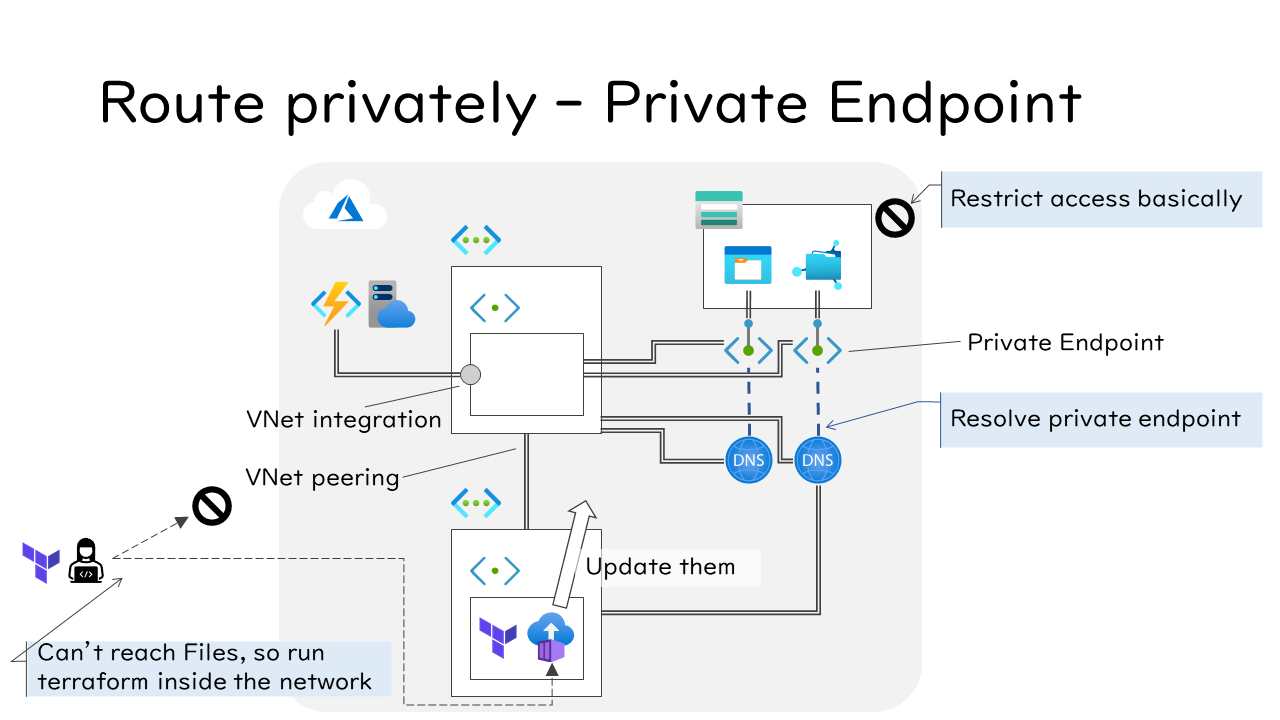 Route privately – Private Endpoint
Restrict access basically
Private Endpoint
VNet integration
Resolve private endpoint
DNS
DNS
VNet peering
Update them
</>
Can't reach Files, so run
terraform inside the network